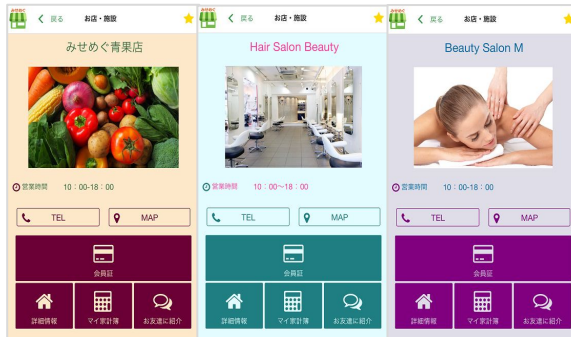 みせめぐ
戻る
お店・施設
みせめぐ青果店
営業時間 10：00-18：00
TEL
MAP
会員証
詳細情報
マイ家計簿
お友達に紹介
みせめぐ
戻る
お店・施設
Hair Salon Beauty
営業時間 10：00～18：00
TEL
MAP
会員証
詳細情報
マイ家計簿
お友達に紹介
みせめぐ
戻る
お店・施設
Beauty Salon M
営業時間 10：00-18：00
TEL
MAP
会員証
詳細情報
マイ家計簿
お友達に紹介